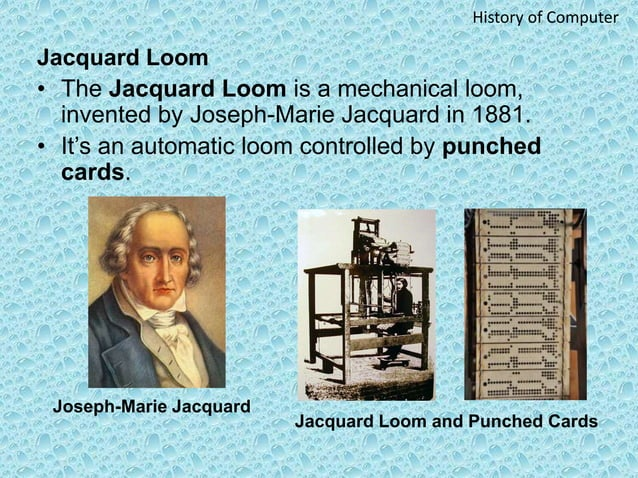 History of Computer
Jacquard Loom
• The Jacquard Loom is a mechanical loom,
invented by Joseph-Marie Jacquard in 1881.
• It’s an automatic loom controlled by punched
cards.
Joseph-Marie Jacquard
Jacquard Loom and Punched Cards